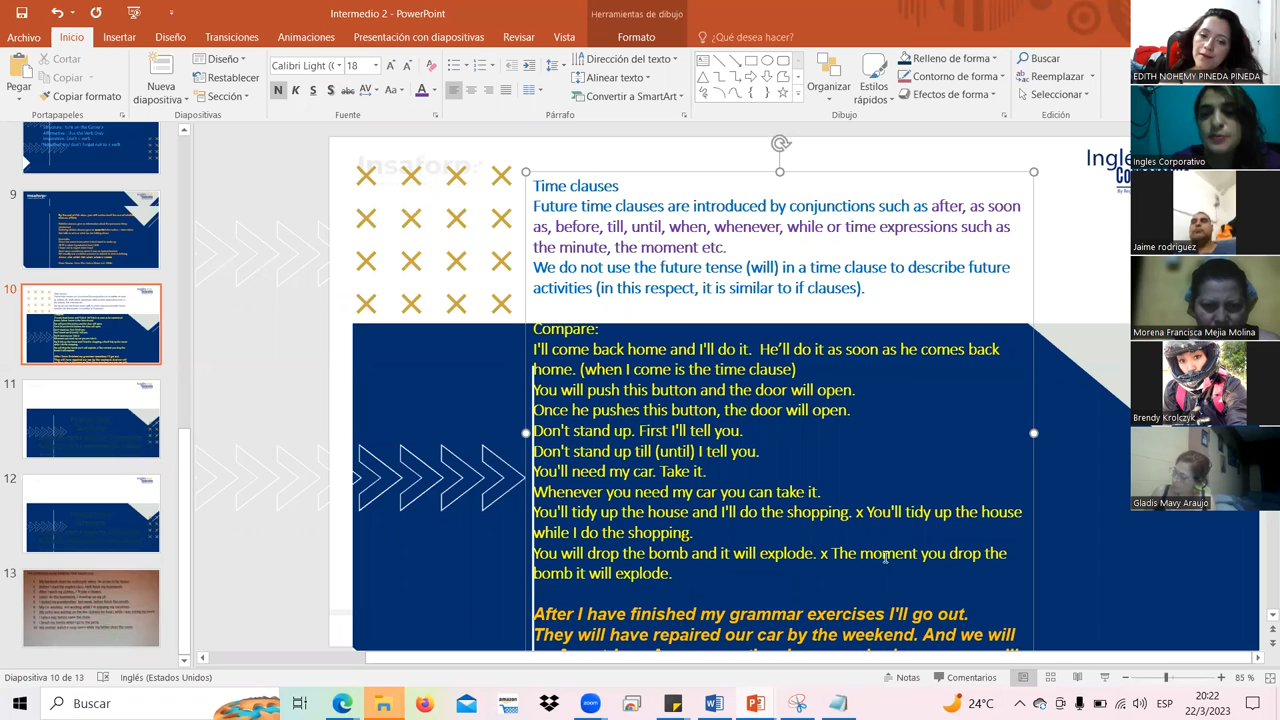 Intermedio 2 - PowerPoint
Herramientas de dibujo
Archivo Inicio Insertar Diseño Transiciones Animaciones Presentación con diapositivas Revisar Vista Formato ¿Qué desea hacer?
Pegar
Cortar
Copiar
Copiar formato
Portapapeles
Nueva
diapositiva
Diseño
Restablecer
Sección
Diapositivas
Calibri Light (
18
N K S S abc AV Aa A
Fuente
Dirección del texto
Alinear texto
Convertir a SmartArt
Párrafo
Organizar
Estilos
rápidos
Relleno de forma
Contorno de forma
Efectos de forma
Dibujo
Buscar
Reemplazar
Seleccionar
Edición
EDITH NOHEMY PINEDA PINEDA
Ingles Corporativo
Jaime rodríguez
Morena Francisca Mejia Molina
Brendy Krolczyk
Gladis Mavy Araujo
9
10
11
12
13
Insaforp
Time clauses
Future time clauses are introduced by conjunctions such as after, as soon
as, before, till, until, when, whenever, while or time expressions such as
the minute, the moment etc.
We do not use the future tense (will) in a time clause to describe future
activities (in this respect, it is similar to if clauses).
Compare:
I'll come back home and I'll do it. He'll do it as soon as he comes back
home. (when I come is the time clause)
You will push this button and the door will open.
Once he pushes this button, the door will open.
Don't stand up. First I'll tell you.
Don't stand up till (until) I tell you.
You'll need my car. Take it.
Whenever you need my car you can take it.
You'll tidy up the house and I'll do the shopping. x You'll tidy up the house
while I do the shopping.
You will drop the bomb and it will explode. x The moment you drop the
bomb it will explode.
After I have finished my grammar exercises I'll go out.
They will have repaired our car by the weekend. And we will
Diapositiva 10 de 13
Inglés (Estados Unidos)
Notas
Comentarios
85 %
Buscar
amazon
zoom
24°C
ESP
20:22
22/3/2023